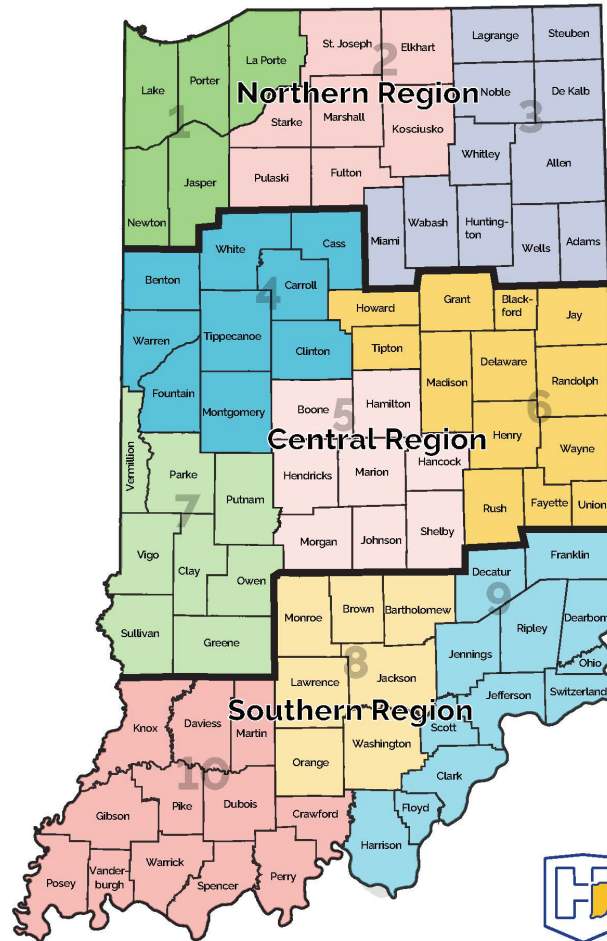 St. Joseph
Elkhart
Lagrange
Steuben
La Porte
Porter
Lake
2
Northern Region
Noble
De Kalb
1
3
Starke
Marshall
Kosciusko
Whitley
Allen
Jasper
Pulaski
Fulton
Newton
Miami
Wabash
Hunting-
ton
Wells
Adams
White
Cass
Benton
4
Carroll
Howard
Grant
Black-
ford
Jay
Warren
Tippecanoe
Clinton
Tipton
Madison
Delaware
Randolph
Fountain
Montgomery
Boone
5
Hamilton
6
Central Region
Henry
Wayne
Vermillion
Parke
Putnam
Hendricks
Marion
Hancock
7
Rush
Fayette
Union
Vigo
Clay
Owen
Morgan
Johnson
Shelby
Sullivan
Greene
Monroe
Brown
Bartholomew
Decatur
Franklin
9
Ripley
Dearborn
8
Jennings
Ohio
Lawrence
Jackson
Jefferson
Switzerland
Southern Region
Knox
Daviess
Martin
Scott
Orange
Washington
10
Clark
Gibson
Pike
Dubois
Crawford
Floyd
Harrison
Posey
Vander-
burgh
Warrick
Spencer
Perry